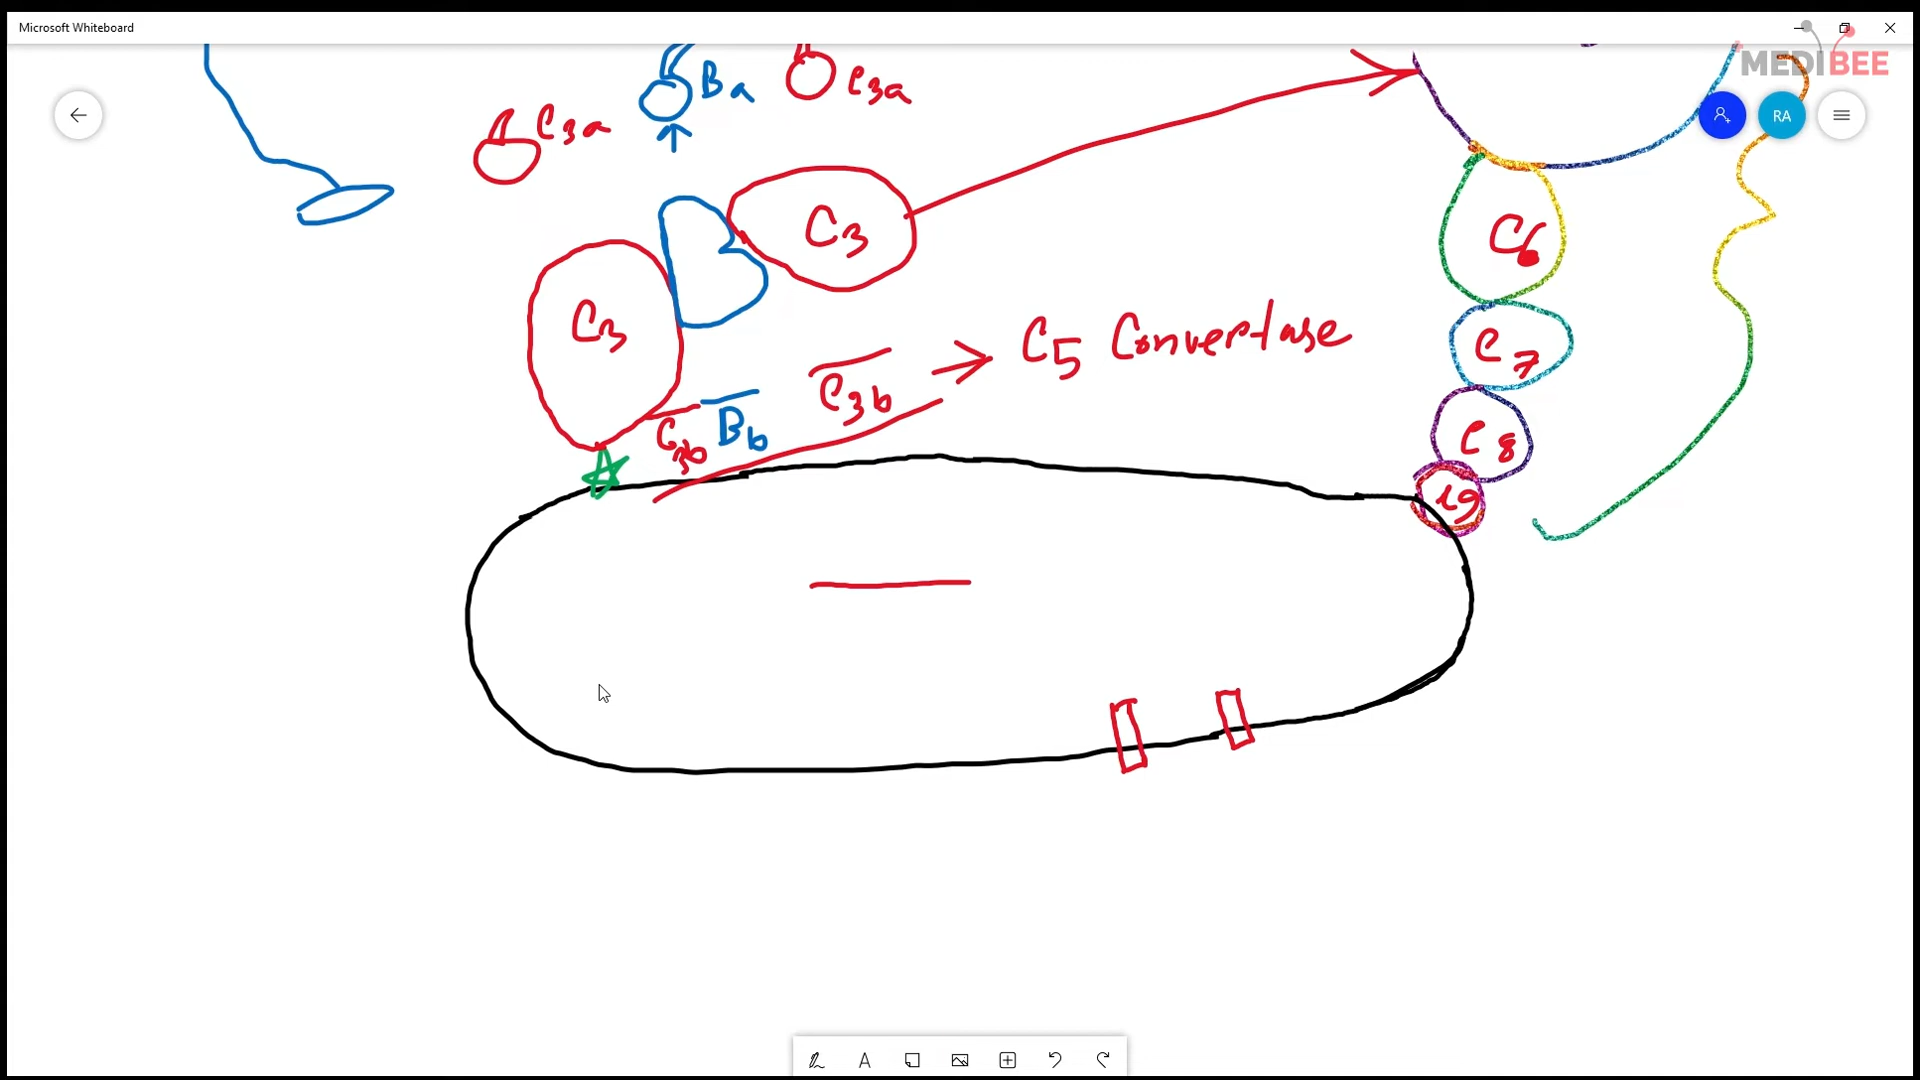 Microsoft Whiteboard
MEDIBEE
RA
Ba
C3a
C3a
C3
C6
C3
C5 Convertase
C7
C3b
C3b Bb
C8
C9
A